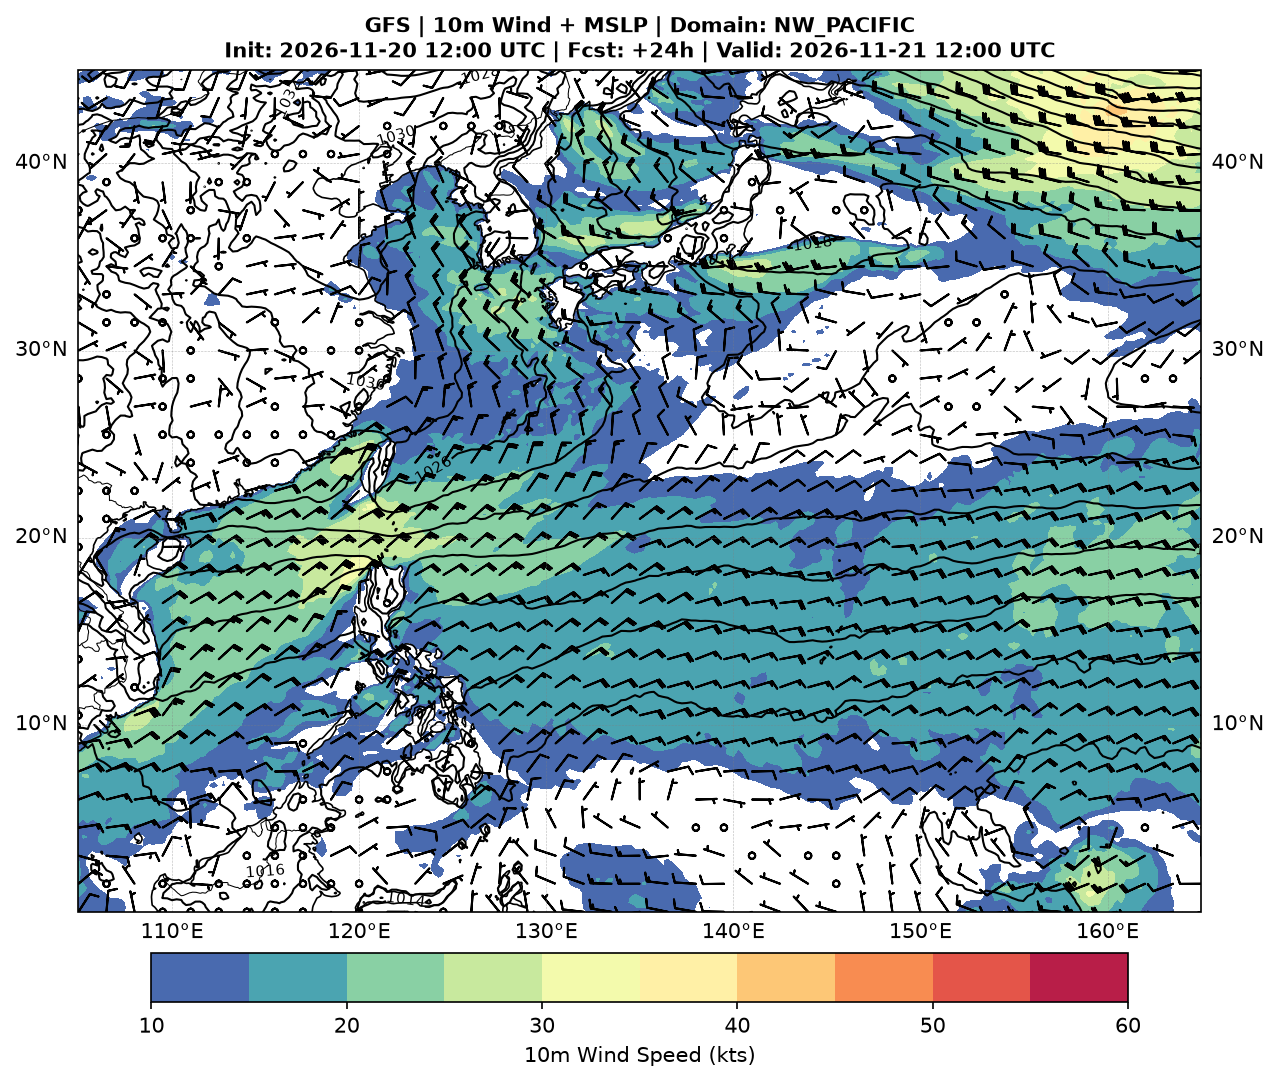 GFS | 10m Wind + MSLP | Domain: NW_PACIFIC
Init: 2026-11-20 12:00 UTC | Fcst: +24h | Valid: 2026-11-21 12:00 UTC
1030
40°N
40°N
1018
30°N
30°N
1036
1026
20°N
20°N
10°N
10°N
1016
110°E
120°E
130°E
140°E
150°E
160°E
10
20
30
40
50
60
10m Wind Speed (kts)